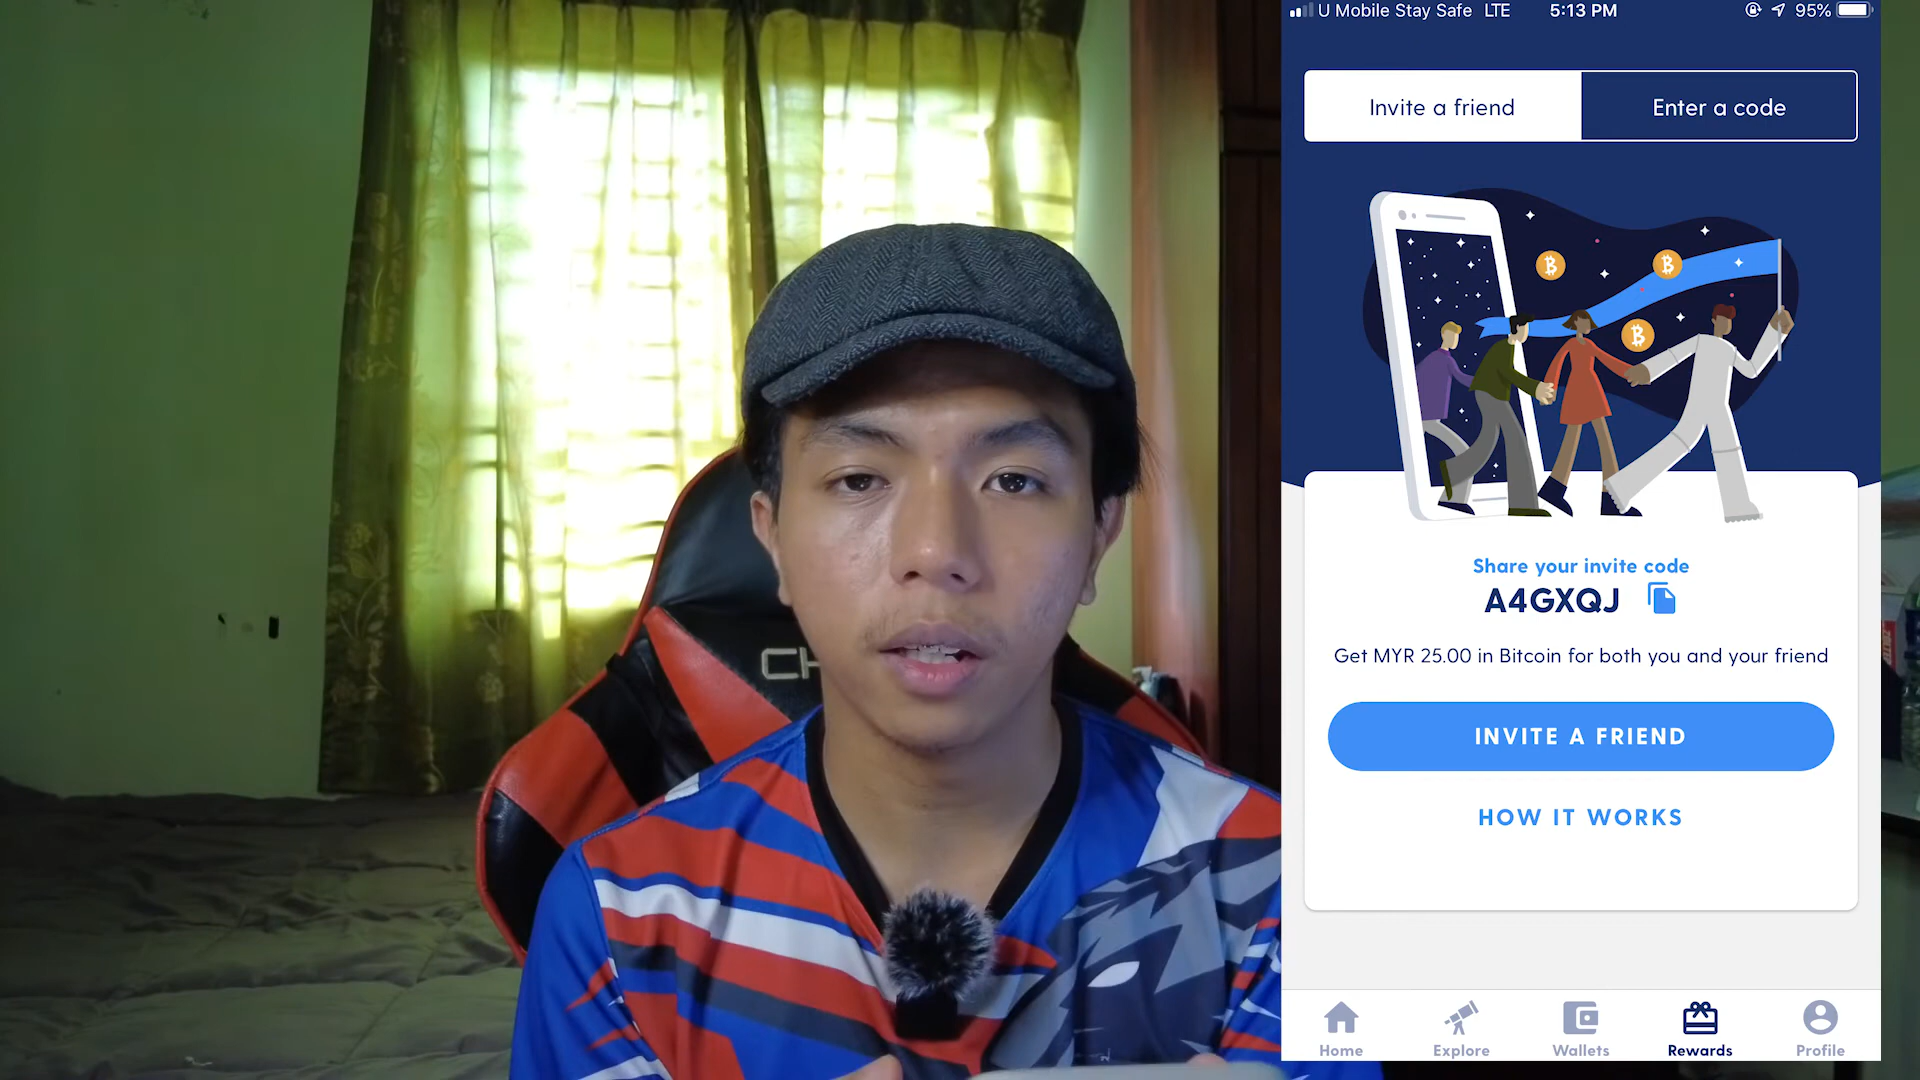 U Mobile Stay Safe LTE 5:13 PM 95%
Invite a friend Enter a code
Share your invite code
A4GXQJ
Get MYR 25.00 in Bitcoin for both you and your friend
INVITE A FRIEND
HOW IT WORKS
Home Explore Wallets Rewards Profile
CH